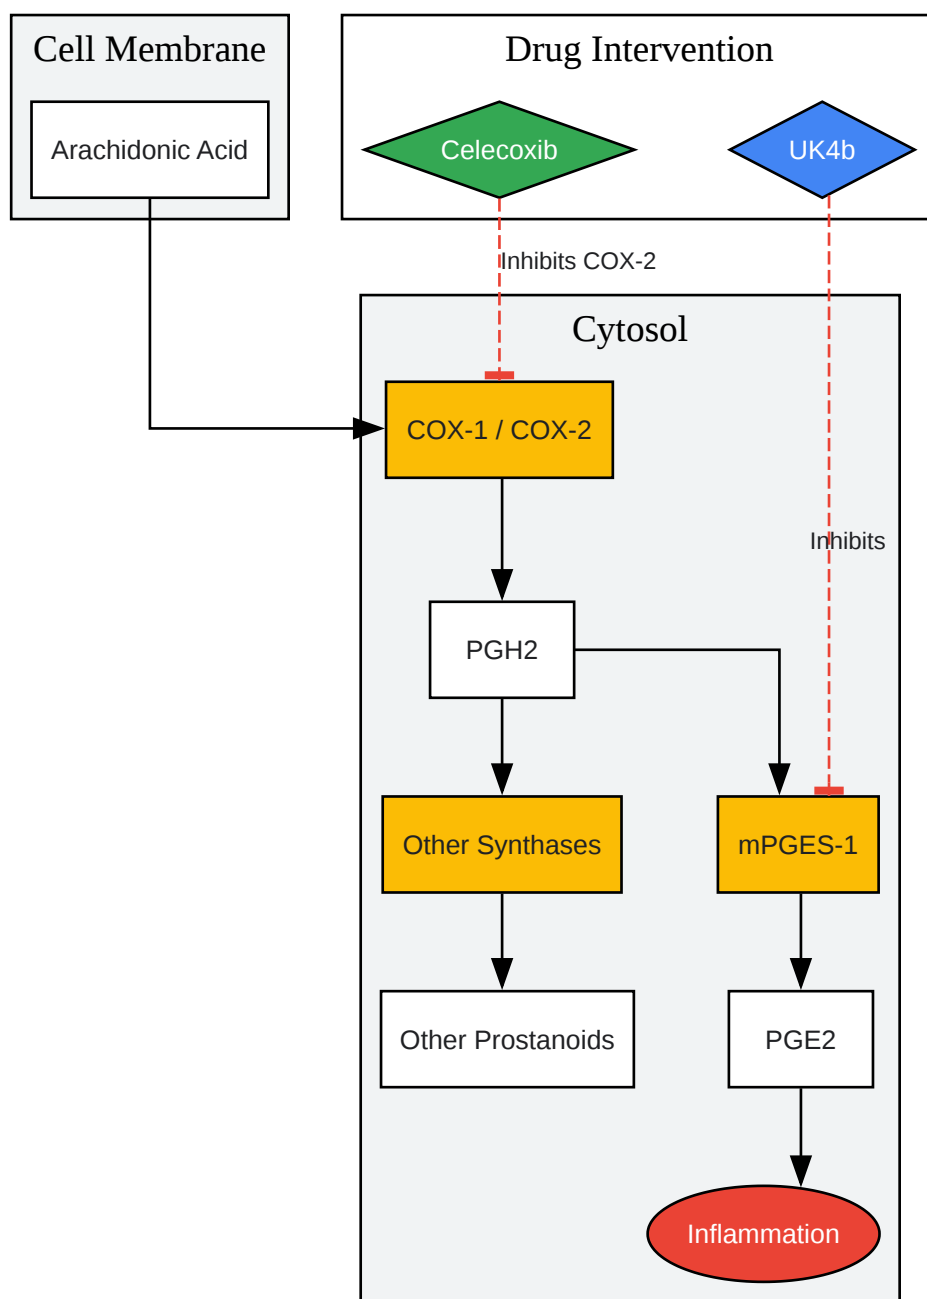 Cell Membrane
Drug Intervention
Arachidonic Acid
Celecoxib
UK4b
Inhibits COX-2
Cytosol
COX-1 / COX-2
Inhibits
PGH2
Other Synthases
mPGES-1
Other Prostanoids
PGE2
Inflammation